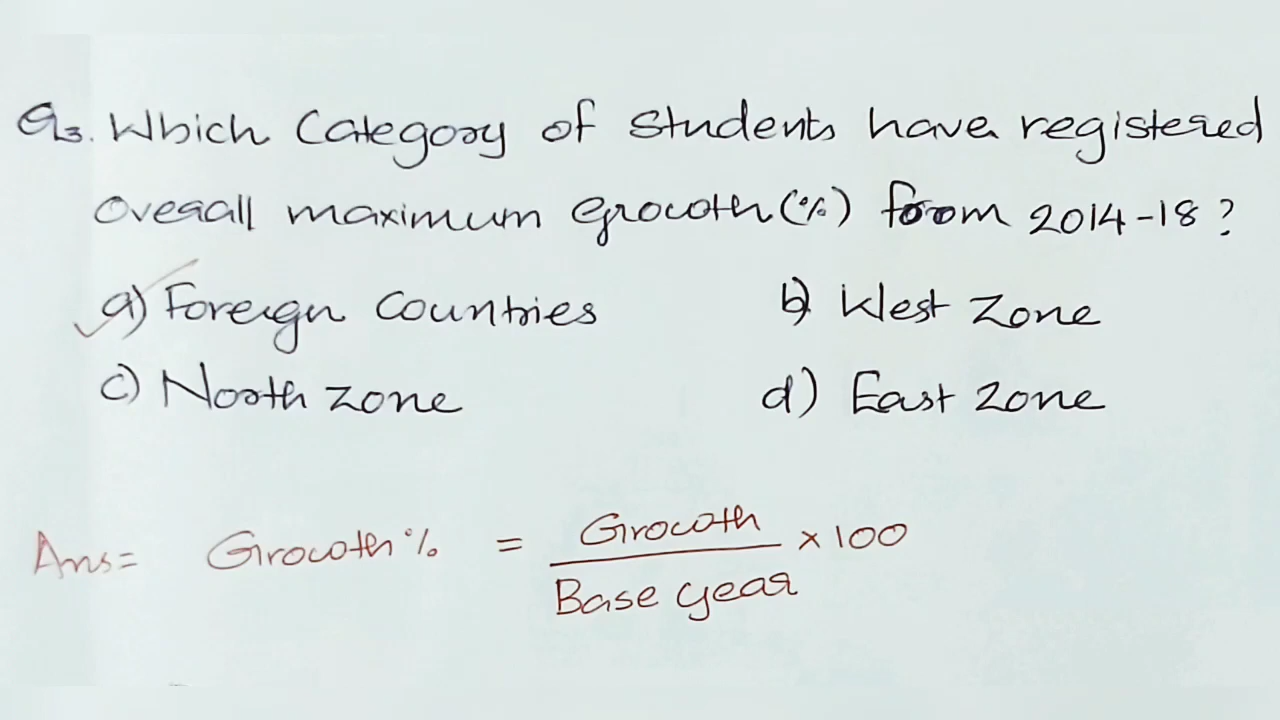 Q3. Which Category of students have registered
Overall maximum growth (%) from 2014-18?
a) Foreign Countries b) West Zone
c) North zone d) East zone
Ans= Growth % = Growth / Base year × 100